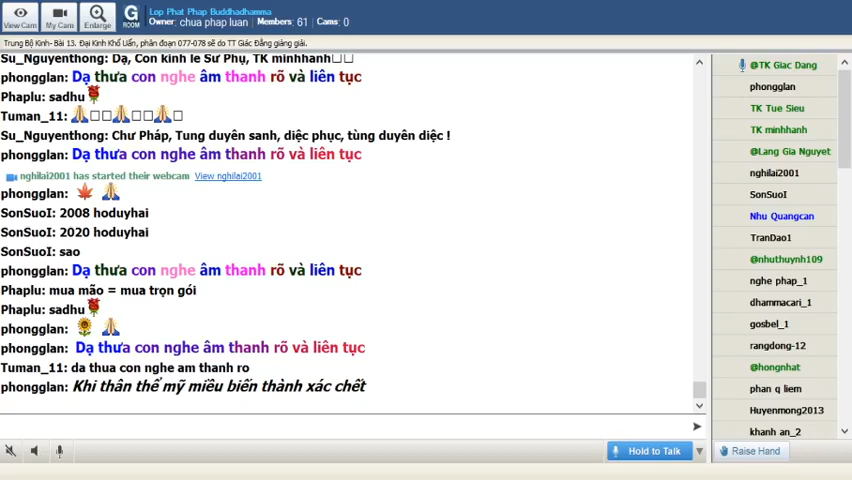 View Cam
My Cam
Enlarge
G
ROOM
Lop Phat Phap Buddhadhamma
Owner: chua phap luan Members: 61 Cams: 0
Trung Bộ Kinh- Bài 13. Đại Kinh Khổ Uẩn, phân đoạn 077-078 sẽ do TT Giác Đẳng giảng giải.
Su_Nguyenthong: Dạ, Con kính lễ Sư Phụ, TK minhhanh
phongglan: Dạ thưa con nghe âm thanh rõ và liên tục
Phaplu: sadhu
Tuman_11:
Su_Nguyenthong: Chư Pháp, Tung duyên sanh, diệc phục, tùng duyên diệc !
phongglan: Dạ thưa con nghe âm thanh rõ và liên tục
nghilai2001 has started their webcam View nghilai2001
phongglan:
SonSuoI: 2008 hoduyhai
SonSuoI: 2020 hoduyhai
SonSuoI: sao
phongglan: Dạ thưa con nghe âm thanh rõ và liên tục
Phaplu: mua mão = mua trọn gói
Phaplu: sadhu
phongglan:
phongglan: Dạ thưa con nghe âm thanh rõ và liên tục
Tuman_11: da thua con nghe am thanh ro
phongglan: Khi thân thể mỹ miều biến thành xác chết
@TK Giac Dang
phongglan
TK Tue Sieu
TK minhhanh
@Lang Gia Nguyet
nghilai2001
SonSuoI
Nhu Quangcan
TranDao1
@nhuthuynh109
nghe phap_1
dhammacari_1
gosbel_1
rangdong-12
@hongnhat
phan q liem
Huyenmong2013
khanh an_2
Hold to Talk
Raise Hand